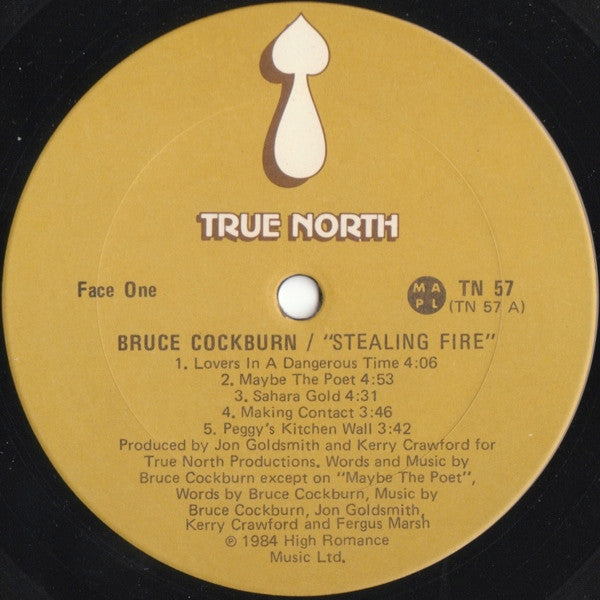 TRUE NORTH
Face One
M A P L
TN 57
(TN 57 A)
BRUCE COCKBURN / "STEALING FIRE"
1. Lovers In A Dangerous Time 4:06
2. Maybe The Poet 4:53
3. Sahara Gold 4:31
4. Making Contact 3:46
5. Peggy's Kitchen Wall 3:42
Produced by Jon Goldsmith and Kerry Crawford for
True North Productions. Words and Music by
Bruce Cockburn except on "Maybe The Poet",
Words by Bruce Cockburn, Music by
Bruce Cockburn, Jon Goldsmith,
Kerry Crawford and Fergus Marsh
℗ 1984 High Romance
Music Ltd.